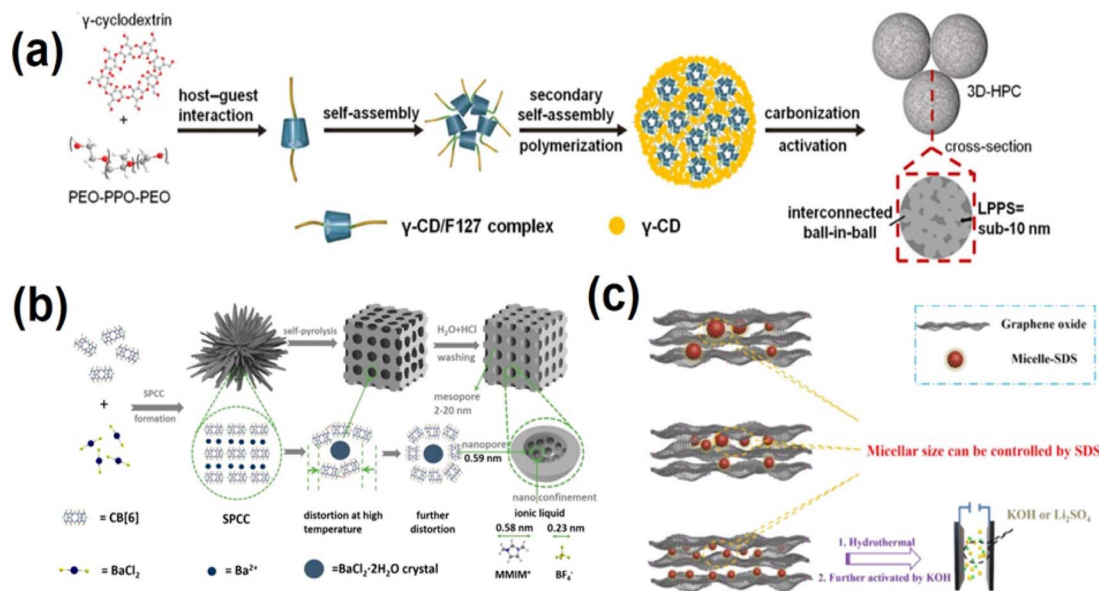 (a)
γ-cyclodextrin
+
PEO-PPO-PEO
host–guest
interaction
self-assembly
secondary
self-assembly
polymerization
carbonization
activation
3D-HPC
cross-section
interconnected
ball-in-ball
LPPS=
sub-10 nm
γ-CD/F127 complex
γ-CD
(b)
+
SPCC
formation
self-pyrolysis
H₂O+HCl
washing
mesopore
2-20 nm
nanopore
0.59 nm
nano confinement
SPCC
distortion at high
temperature
further
distortion
ionic liquid
0.58 nm
0.23 nm
MMIM⁺
BF₄⁻
= CB[6]
= BaCl₂
= Ba²⁺
=BaCl₂·2H₂O crystal
(c)
Graphene oxide
Micelle-SDS
Micellar size can be controlled by SDS
1. Hydrothermal
2. Further activated by KOH
KOH or Li₂SO₄